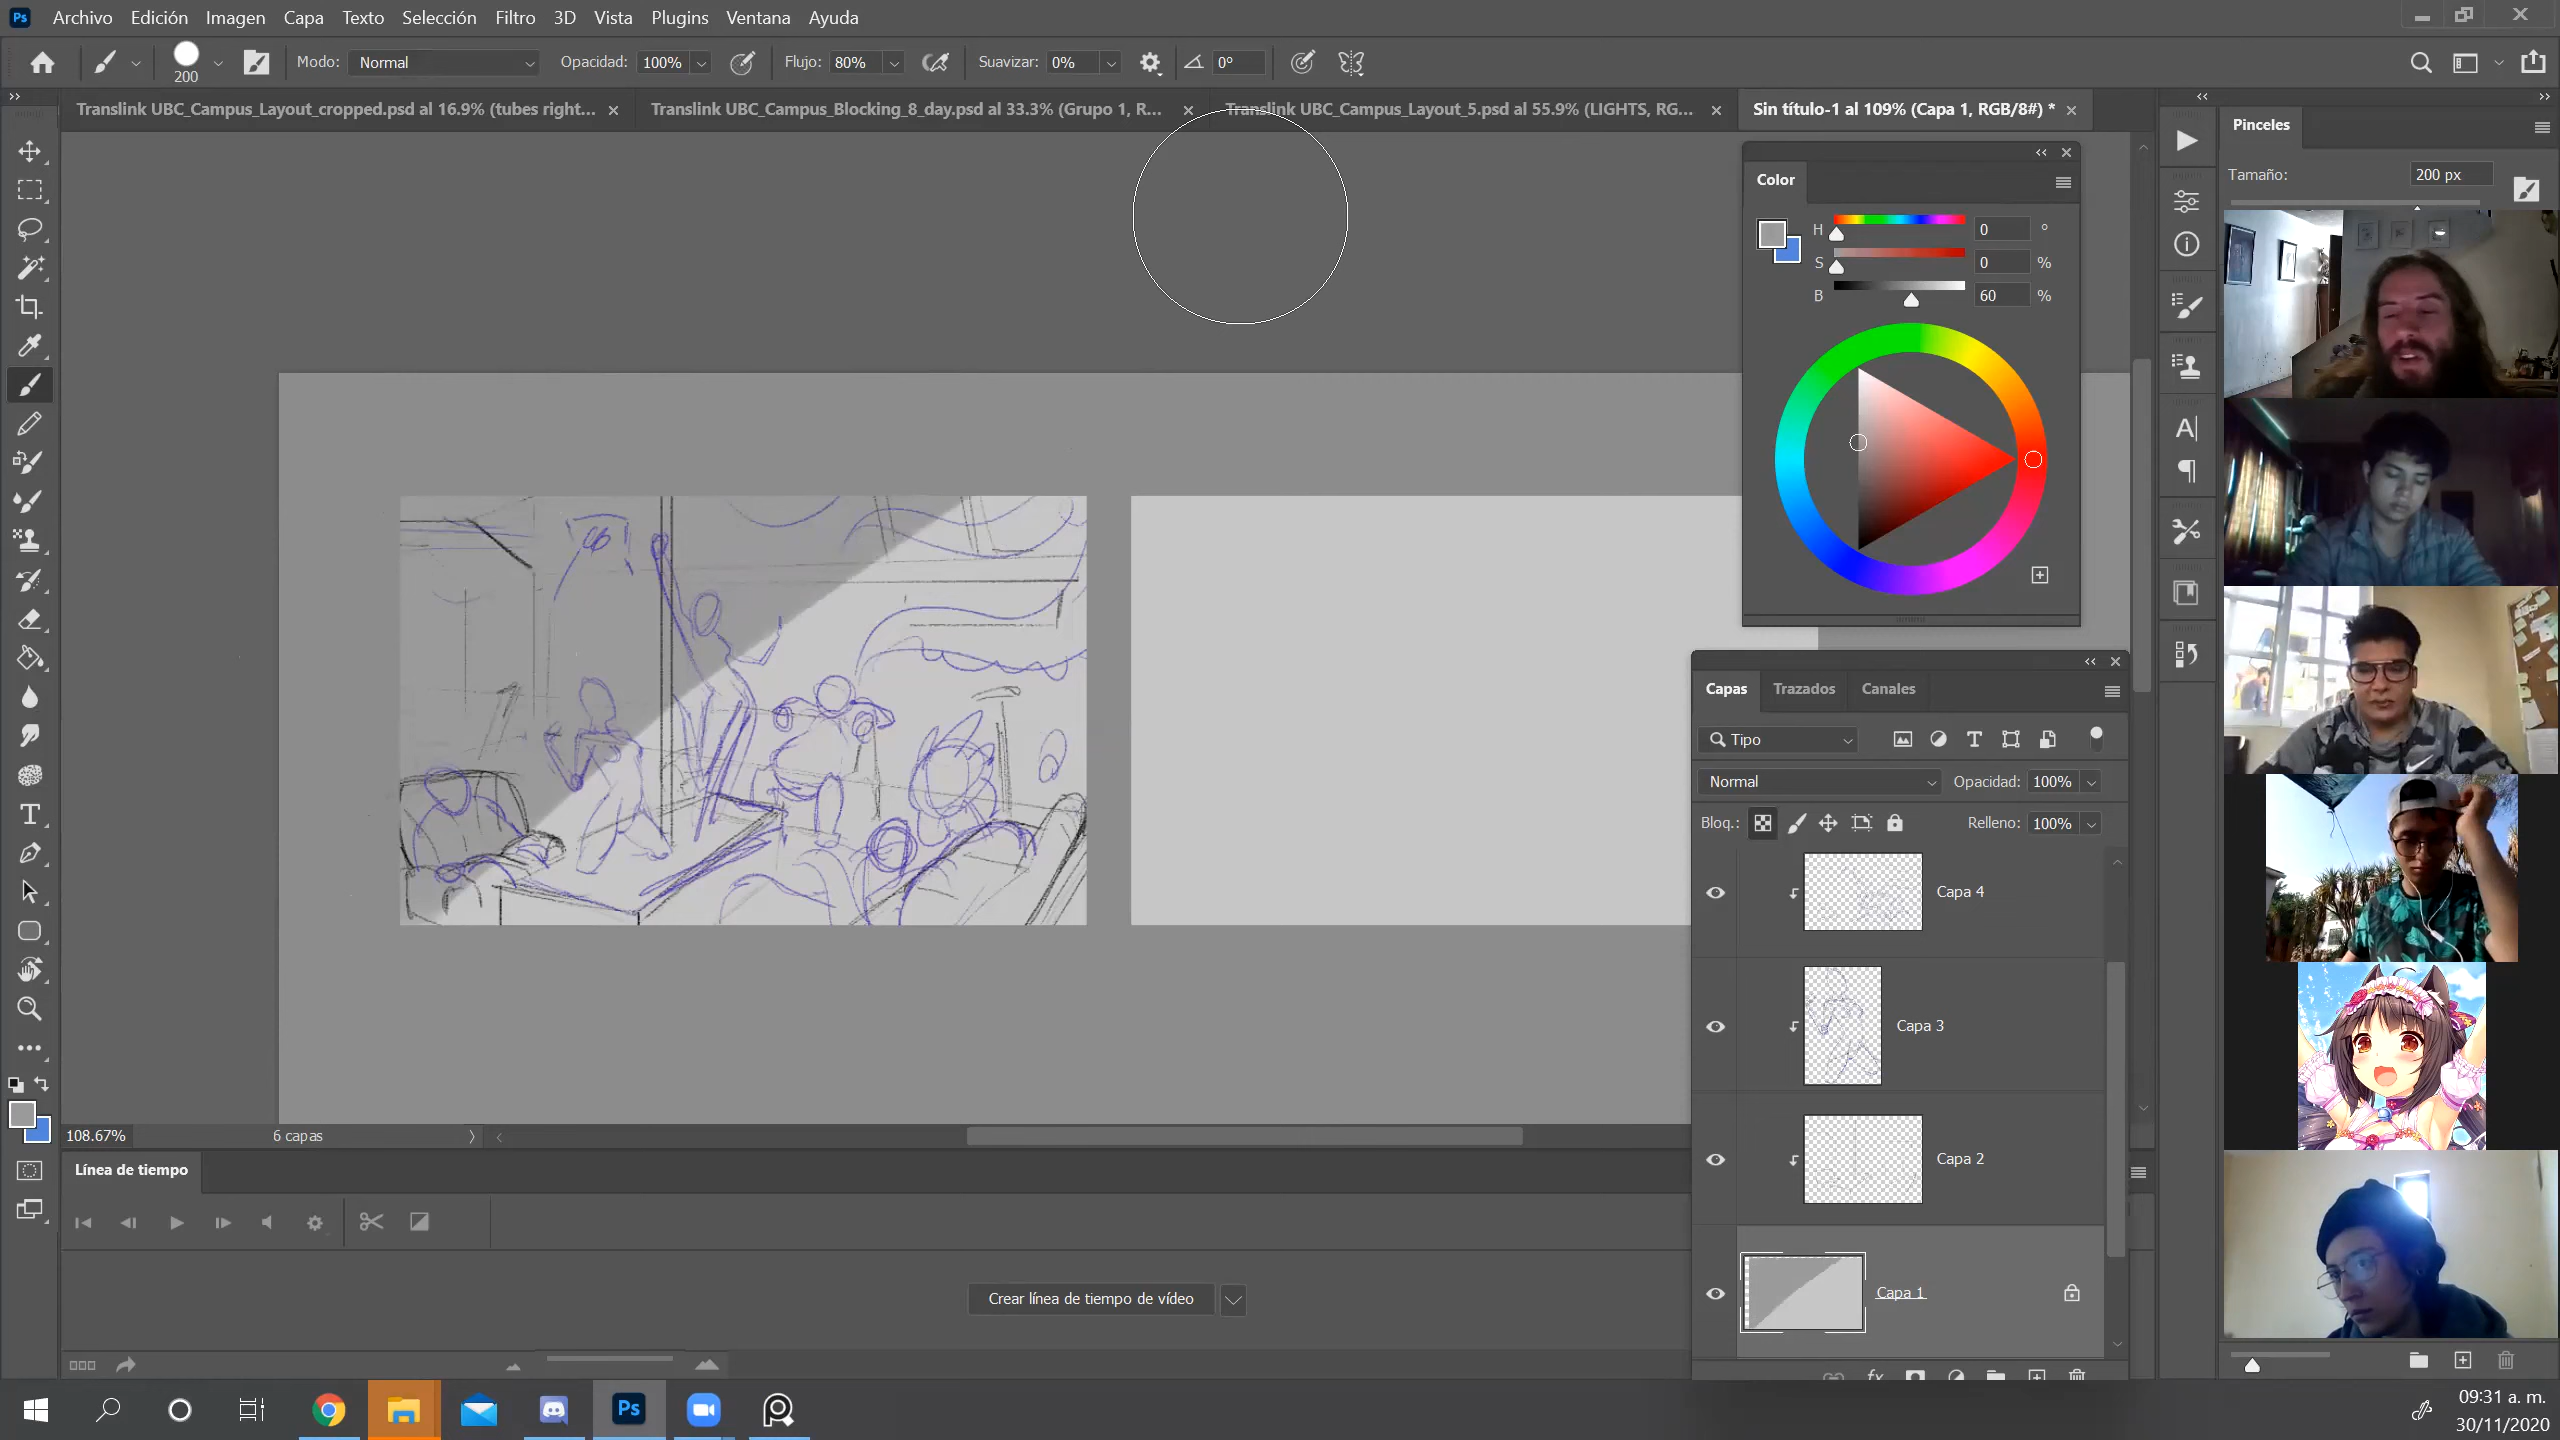 Ps Archivo Edición Imagen Capa Texto Selección Filtro 3D Vista Plugins Ventana Ayuda
200 Modo: Normal Opacidad: 100% Flujo: 80% Suavizar: 0% 0°
Translink UBC_Campus_Layout_cropped.psd al 16.9% (tubes right... Translink UBC_Campus_Blocking_8_day.psd al 33.3% (Grupo 1, R... Translink UBC_Campus_Layout_5.psd al 55.9% (LIGHTS, RG... Sin título-1 al 109% (Capa 1, RGB/8#) *
Pinceles
Tamaño: 200 px
Color
H 0 °
S 0 %
B 60 %
Capas Trazados Canales
Tipo
Normal Opacidad: 100%
Bloq.: Relleno: 100%
Capa 4
Capa 3
Capa 2
Capa 1
108.67% 6 capas
Línea de tiempo
Crear línea de tiempo de vídeo
Ps
09:31 a. m.
30/11/2020